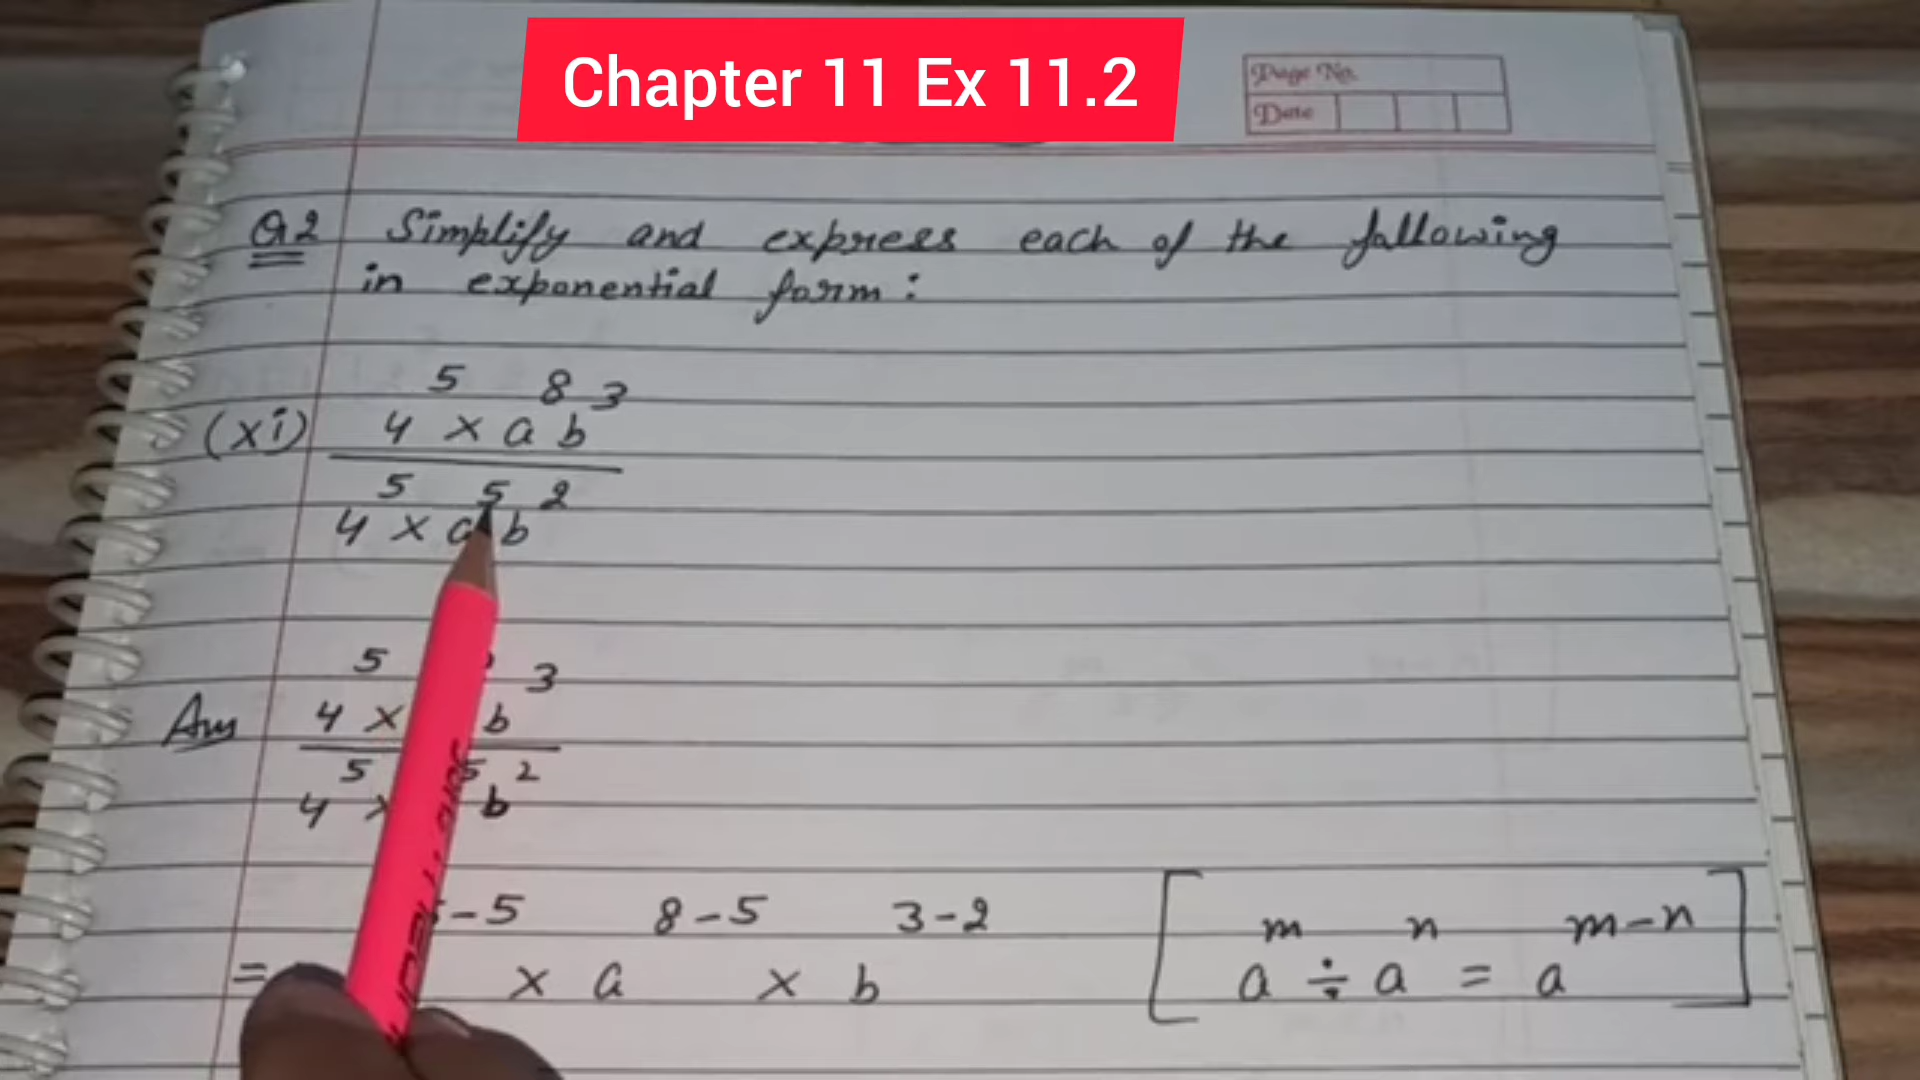 Chapter 11 Ex 11.2
Page No.
Date
Q2 Simplify and express each of the following
in exponential form:
5 8 3
(xi) 4 × a b
5 5 2
4 × a b
5 3
Ans 4 × b
5 5 2
4 × b
-5 8-5 3-2 m n m-n
= × a × b [ a ÷ a = a ]